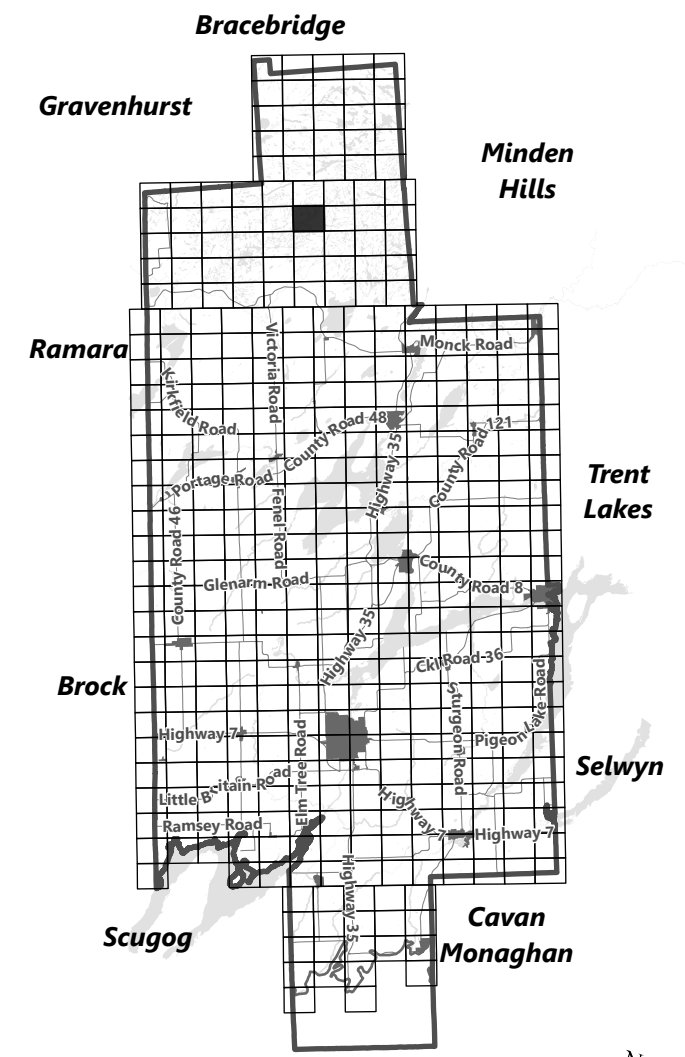 Bracebridge
Gravenhurst
Minden
Hills
Ramara
Monck Road
Victoria Road
Kirkfield Road
County Road 48
Highway 35
County Road 121
Portage Road
Trent
Lakes
County Road 46
Fenel Road
Glenarm Road
County Road 8
Highway 35
Ckl Road 36
Brock
Sturgeon Road
Pigeon Lake Road
Highway 7
Elm Tree Road
Selwyn
Little Britain Road
Highway 7
Highway 7
Ramsey Road
Highway 35
Scugog
Cavan
Monaghan
N